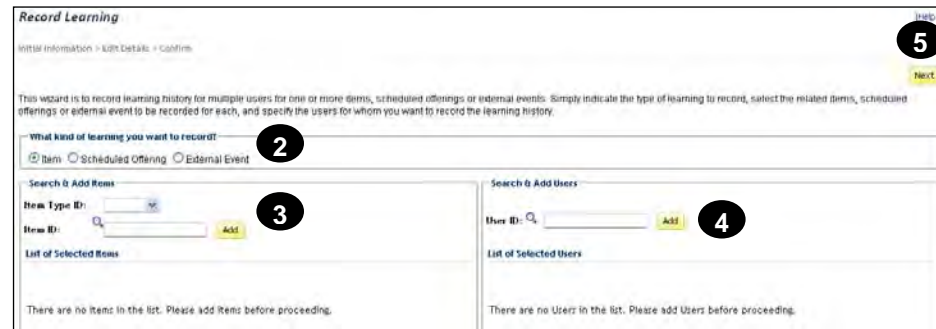 Record Learning
Help
5
Initial Information > Edit Details > Confirm
Next
This wizard is to record learning history for multiple users for one or more items, scheduled offerings or external events. Simply indicate the type of learning to record, select the related items, scheduled
offerings or external event to be recorded for each, and specify the users for whom you want to record the learning history.
What kind of learning you want to record?
Item Scheduled Offering External Event
2
Search & Add Items
Item Type ID:
Item ID: Add
3
List of Selected Items
There are no Items in the list. Please add Items before proceeding.
Search & Add Users
User ID: Add
4
List of Selected Users
There are no Users in the list. Please add Users before proceeding.